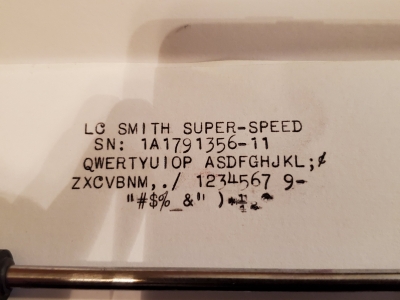 LC SMITH SUPER-SPEED
SN: 1A1791356-11
QWERTYUIOP ASDFGHJKL;¢
ZXCVBNM,./ 1234567 9-
"#$%_&" )